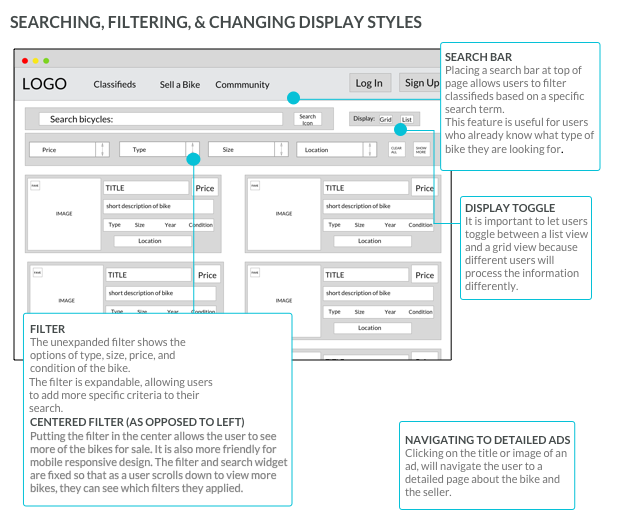 SEARCHING, FILTERING, & CHANGING DISPLAY STYLES
LOGO
Classifieds
Sell a Bike
Commmunity
Log In
Sign Up
Search bicycles:
Search
Icon
Display:
Grid
List
Price
Type
Size
Location
CLEAR
ALL
SHOW
MORE
IMAGE
TITLE
Price
short description of bike
Type Size Year Condition
Location
IMAGE
TITLE
Price
short description of bike
Type Size Year Condition
Location
IMAGE
TITLE
Price
short description of bike
Type Size Year Condition
IMAGE
TITLE
Price
short description of bike
Type Size Year Condition
Location
SEARCH BAR
Placing a search bar at top of
page allows users to filter
classifieds based on a specific
search term.
This feature is useful for users
who already know what type of
bike they are looking for.
DISPLAY TOGGLE
It is important to let users
toggle between a list view
and a grid view because
different users will
process the information
differently.
FILTER
The unexpanded filter shows the
options of type, size, price, and
condition of the bike.
The filter is expandable, allowing users
to add more specific criteria to their
search.
CENTERED FILTER (AS OPPOSED TO LEFT)
Putting the filter in the center allows the user to see
more of the bikes for sale. It is also more friendly for
mobile responsive design. The filter and search widget
are fixed so that as a user scrolls down to view more
bikes, they can see which filters they applied.
NAVIGATING TO DETAILED ADS
Clicking on the title or image of an
ad, will navigate the user to a
detailed page about the bike and
the seller.